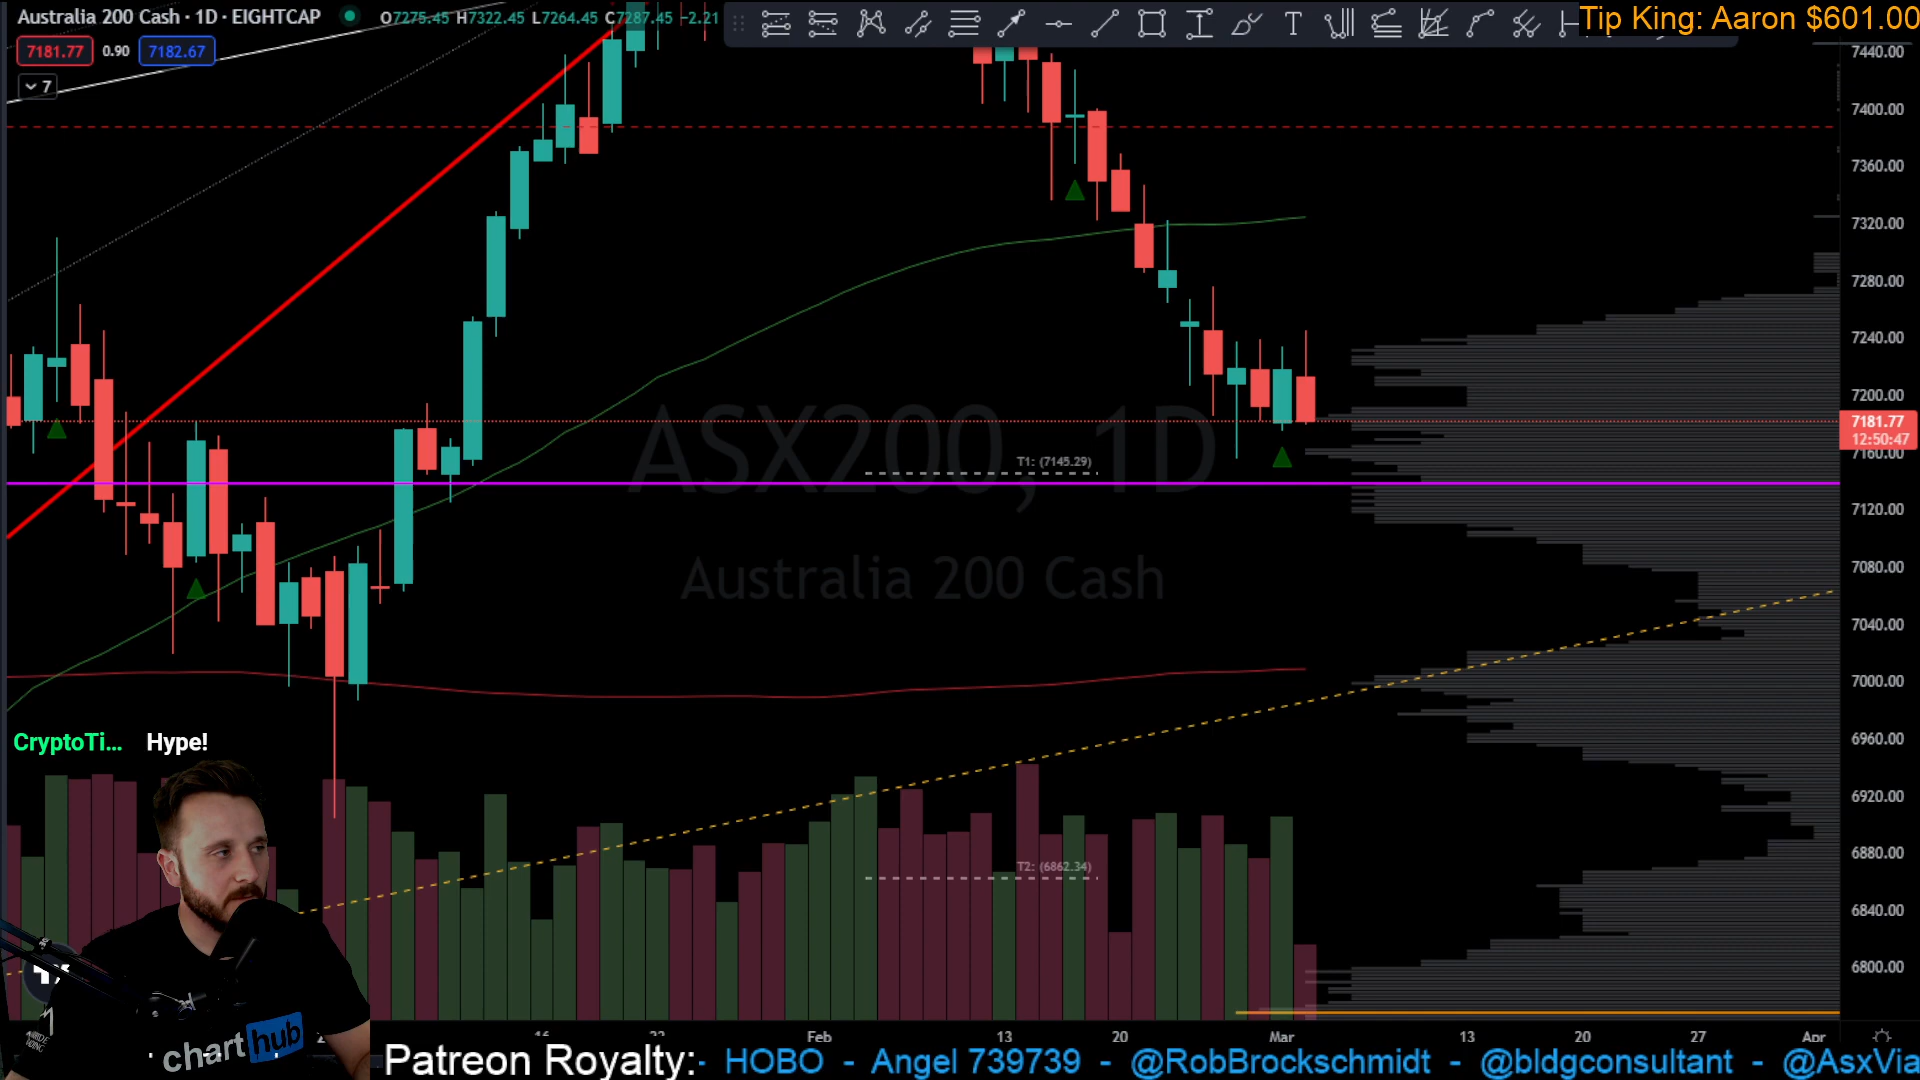 Australia 200 Cash · 1D · EIGHTCAP O7275.45 H7322.45 L7264.45 C7287.45 −2.21
Tip King: Aaron $601.00
7181.77 0.90 7182.67
7
7440.00
7400.00
7360.00
7320.00
7280.00
7240.00
7200.00
7181.77
12:50:47
7160.00
7120.00
7080.00
7040.00
7000.00
6960.00
6920.00
6880.00
6840.00
6800.00
ASX200, 1D
Australia 200 Cash
T1: (7145.29)
T2: (6862.34)
CryptoTi... Hype!
chart hub
16 Feb 13 20 Mar 13 20 27 Apr
Patreon Royalty: - HOBO - Angel 739739 - @RobBrockschmidt - @bldgconsultant - @AsxVia